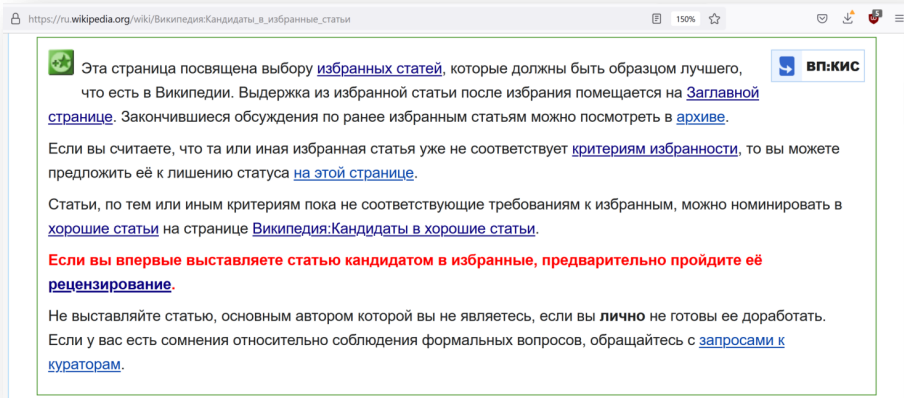 https://ru.wikipedia.org/wiki/Википедия:Кандидаты_в_избранные_статьи
150%
5
Эта страница посвящена выбору избранных статей, которые должны быть образцом лучшего,
ВП:КИС
что есть в Википедии. Выдержка из избранной статьи после избрания помещается на Заглавной
странице. Закончившиеся обсуждения по ранее избранным статьям можно посмотреть в архиве.
Если вы считаете, что та или иная избранная статья уже не соответствует критериям избранности, то вы можете
предложить её к лишению статуса на этой странице.
Статьи, по тем или иным критериям пока не соответствующие требованиям к избранным, можно номинировать в
хорошие статьи на странице Википедия:Кандидаты в хорошие статьи.
Если вы впервые выставляете статью кандидатом в избранные, предварительно пройдите её
рецензирование.
Не выставляйте статью, основным автором которой вы не являетесь, если вы лично не готовы ее доработать.
Если у вас есть сомнения относительно соблюдения формальных вопросов, обращайтесь с запросами к
кураторам.